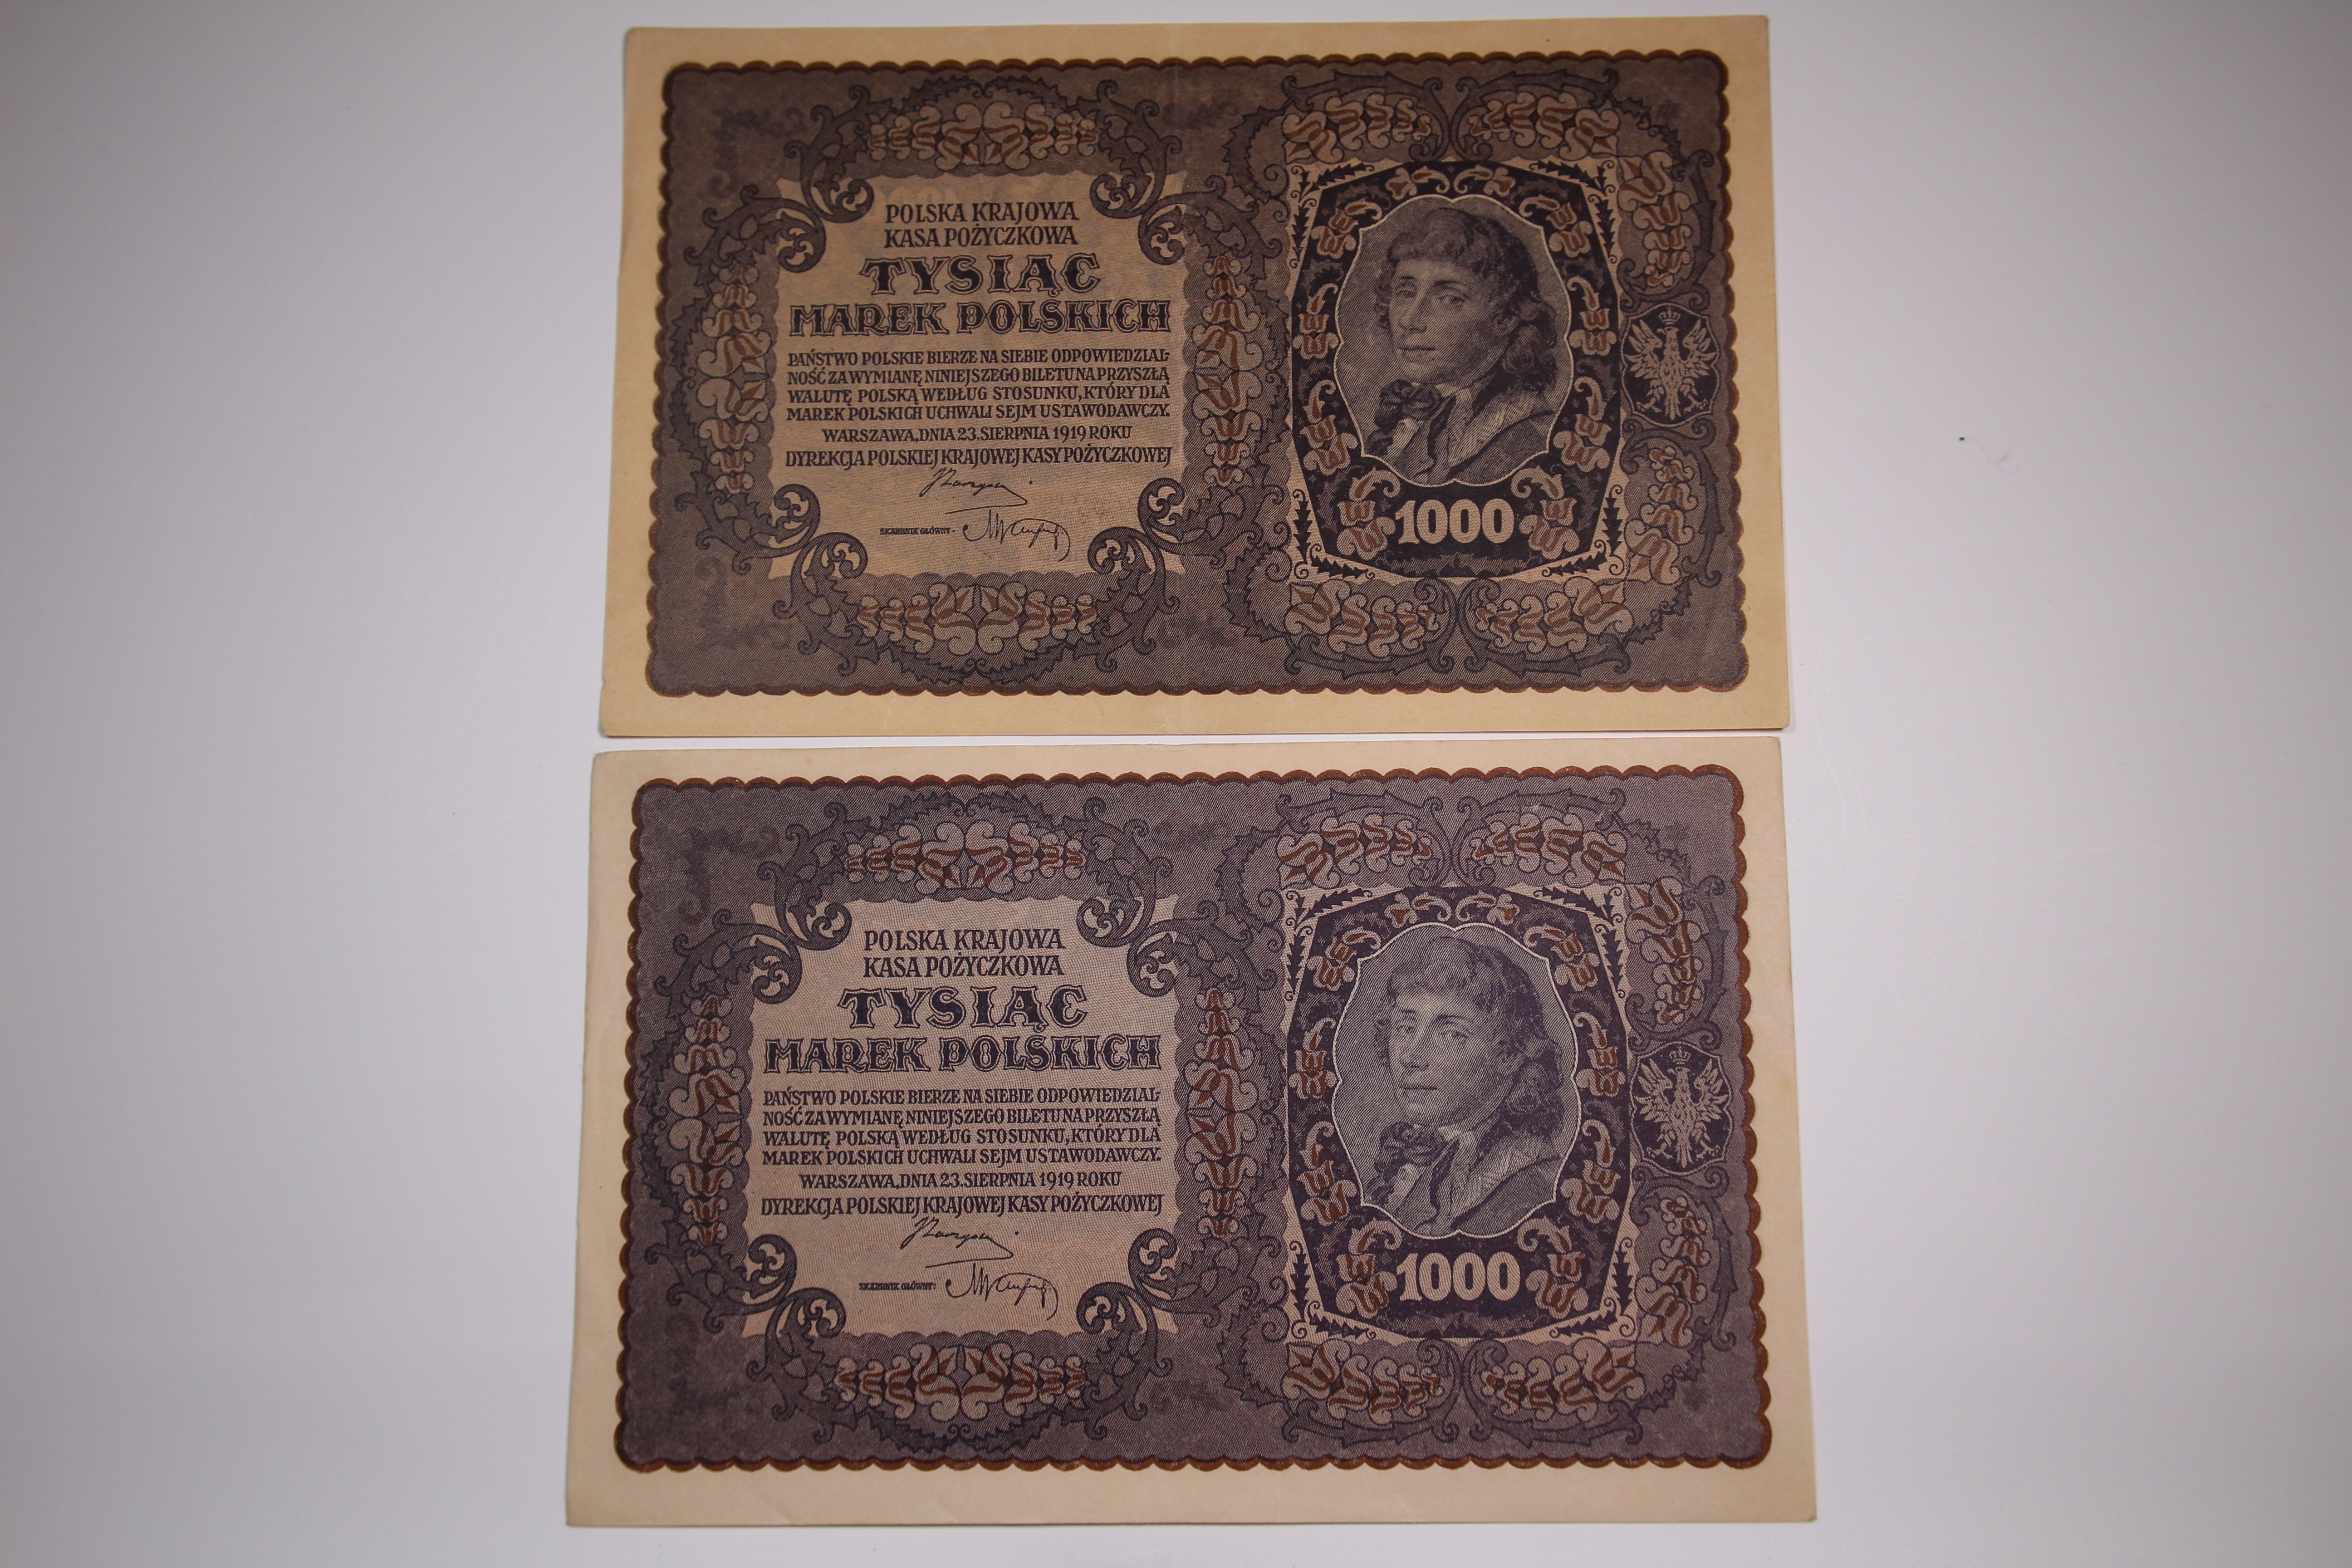 POLSKA KRAJOWA
KASA POŻYCZKOWA
TYSIĄC
MAREK POLSKICH
PAŃSTWO POLSKIE BIERZE NA SIEBIE ODPOWIEDZIAL-
NOŚĆ ZA WYMIANĘ NINIEJSZEGO BILETU NA PRZYSZŁĄ
WALUTĘ POLSKĄ WEDŁUG STOSUNKU, KTÓRY DLA
MAREK POLSKICH UCHWALI SEJM USTAWODAWCZY.
WARSZAWA, DNIA 23. SIERPNIA 1919 ROKU
DYREKCJA POLSKIEJ KRAJOWEJ KASY POŻYCZKOWEJ
SKARBNIK GŁÓWNY:
1000
POLSKA KRAJOWA
KASA POŻYCZKOWA
TYSIĄC
MAREK POLSKICH
PAŃSTWO POLSKIE BIERZE NA SIEBIE ODPOWIEDZIAL-
NOŚĆ ZA WYMIANĘ NINIEJSZEGO BILETU NA PRZYSZŁĄ
WALUTĘ POLSKĄ WEDŁUG STOSUNKU, KTÓRY DLA
MAREK POLSKICH UCHWALI SEJM USTAWODAWCZY.
WARSZAWA, DNIA 23. SIERPNIA 1919 ROKU
DYREKCJA POLSKIEJ KRAJOWEJ KASY POŻYCZKOWEJ
SKARBNIK GŁÓWNY:
1000